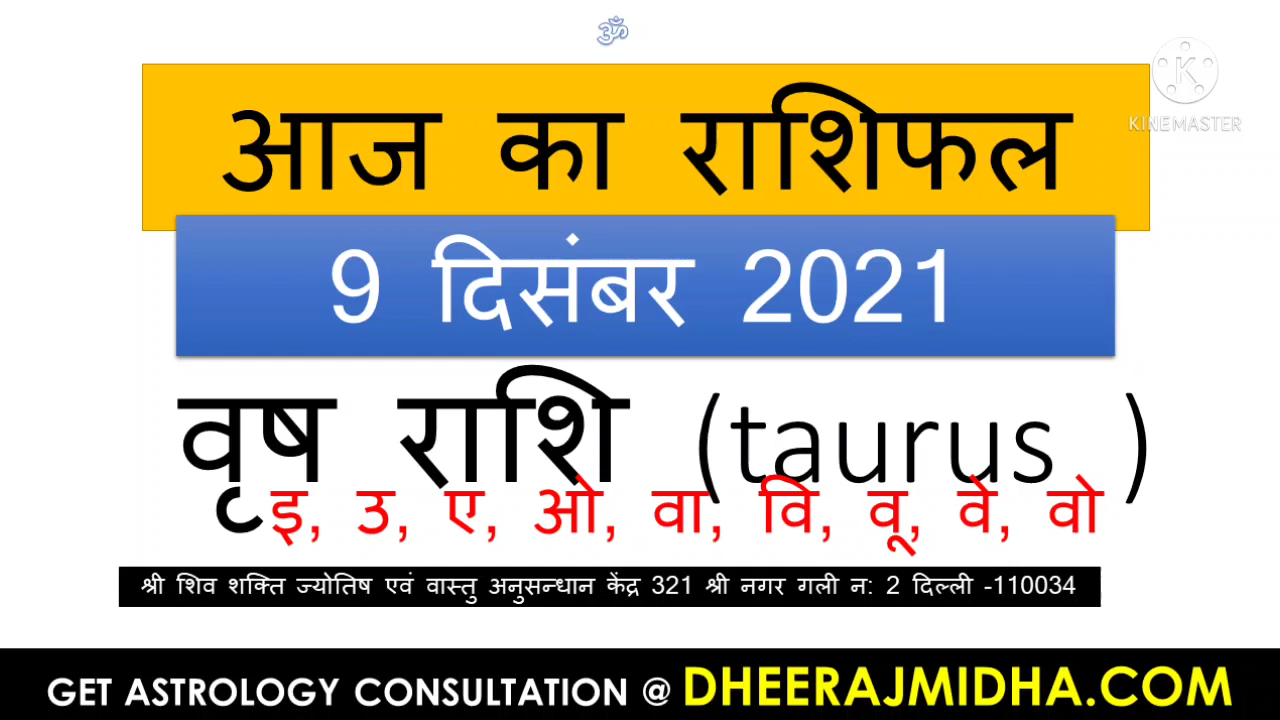 ॐ
आज का राशिफल
KINEMASTER
9 दिसंबर 2021
वृष राशि (taurus )
इ, उ, ए, ओ, वा, वि, वू, वे, वो
श्री शिव शक्ति ज्योतिष एवं वास्तु अनुसन्धान केंद्र 321 श्री नगर गली न: 2 दिल्ली -110034
GET ASTROLOGY CONSULTATION @ DHEERAJMIDHA.COM